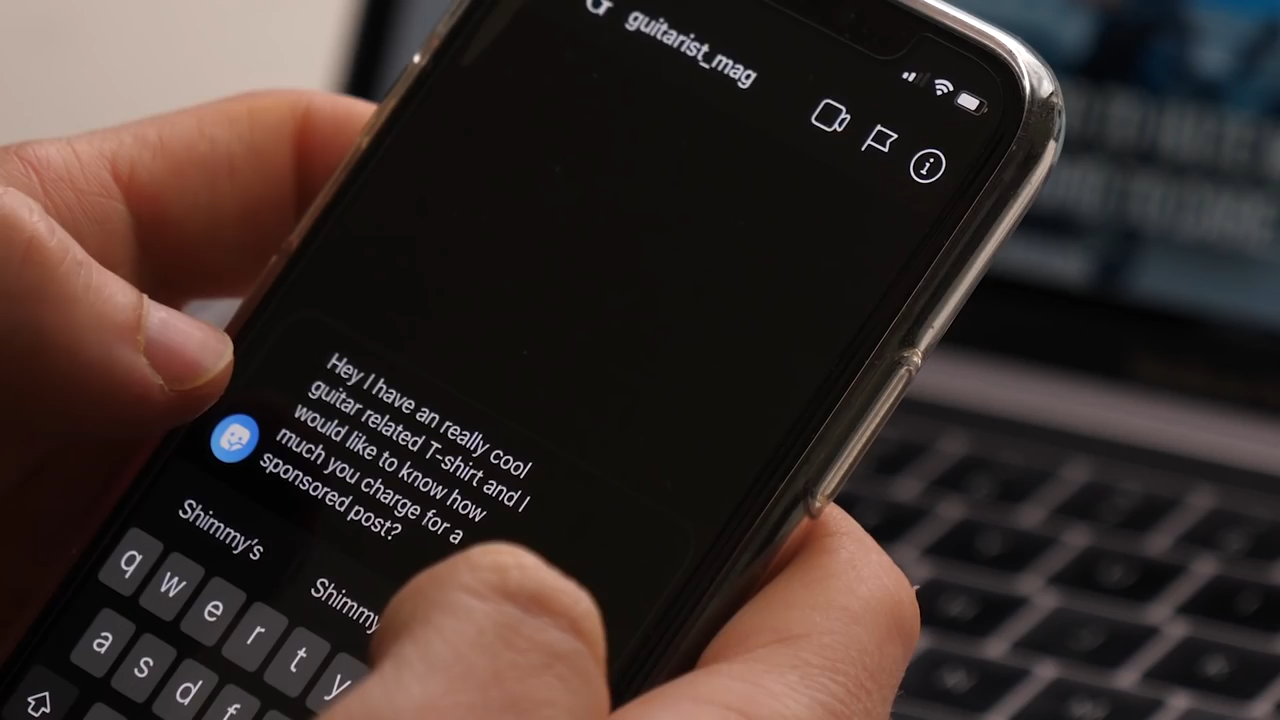 guitarist_mag
Hey I have an really cool
guitar related T-shirt and I
would like to know how
much you charge for a
sponsored post?
Shimmy's
Shimmy
q w e r t y
a s d f